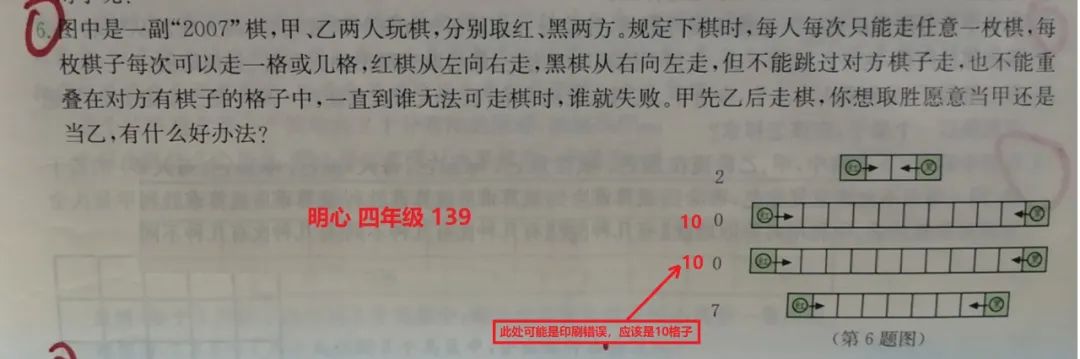 6.图中是一副“2007”棋,甲、乙两人玩棋,分别取红、黑两方。规定下棋时,每人每次只能走任意一枚棋,每
枚棋子每次可以走一格或几格,红棋从左向右走,黑棋从右向左走,但不能跳过对方棋子走,也不能重
叠在对方有棋子的格子中,一直到谁无法可走棋时,谁就失败。甲先乙后走棋,你想取胜愿意当甲还是
当乙,有什么好办法?
2 红 黑
明心 四年级 139
10 0 红 黑
10 0 红 黑
7 红 黑
此处可能是印刷错误，应该是10格子
(第6题图)